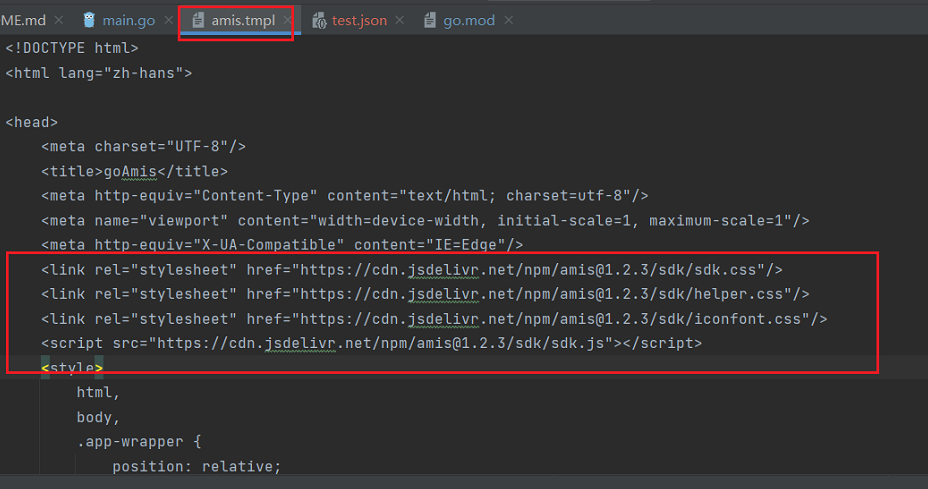 ME.md main.go amis.tmpl test.json go.mod
<!DOCTYPE html>
<html lang="zh-hans">
<head>
<meta charset="UTF-8"/>
<title>goAmis</title>
<meta http-equiv="Content-Type" content="text/html; charset=utf-8"/>
<meta name="viewport" content="width=device-width, initial-scale=1, maximum-scale=1"/>
<meta http-equiv="X-UA-Compatible" content="IE=Edge"/>
<link rel="stylesheet" href="https://cdn.jsdelivr.net/npm/amis@1.2.3/sdk/sdk.css"/>
<link rel="stylesheet" href="https://cdn.jsdelivr.net/npm/amis@1.2.3/sdk/helper.css"/>
<link rel="stylesheet" href="https://cdn.jsdelivr.net/npm/amis@1.2.3/sdk/iconfont.css"/>
<script src="https://cdn.jsdelivr.net/npm/amis@1.2.3/sdk/sdk.js"></script>
<style>
html,
body,
.app-wrapper {
position: relative;